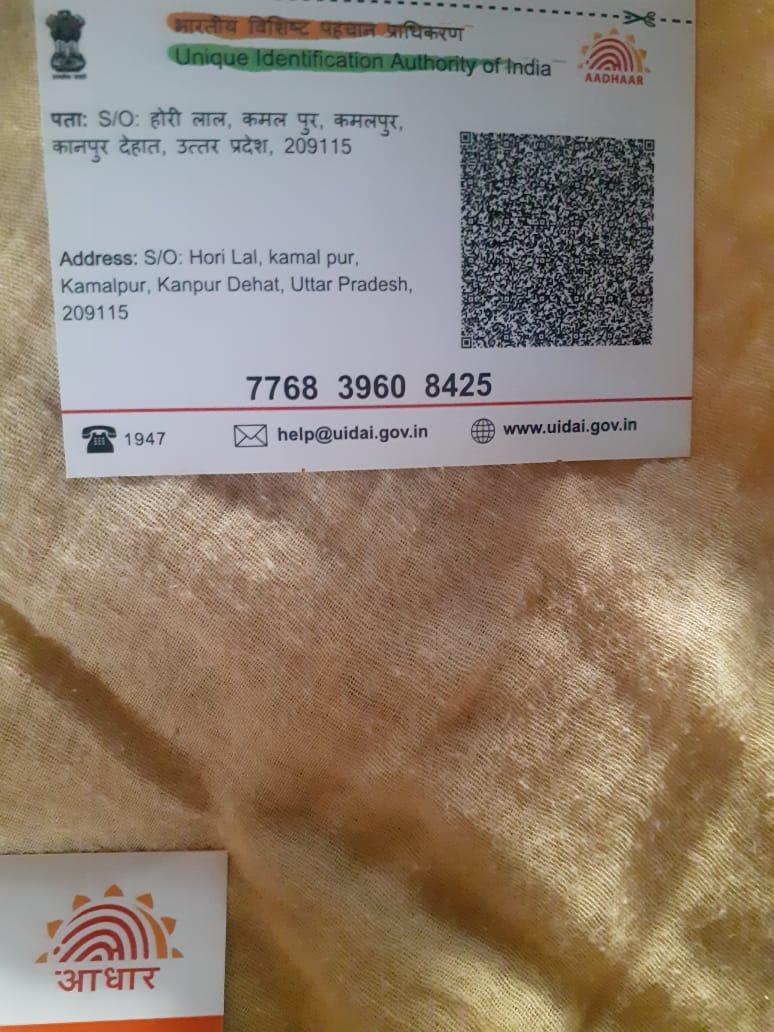 भारतीय विशिष्ट पहचान प्राधिकरण
Unique Identification Authority of India
AADHAAR
पता: S/O: होरी लाल, कमल पुर, कमलपुर,
कानपुर देहात, उत्तर प्रदेश, 209115
Address: S/O: Hori Lal, kamal pur,
Kamalpur, Kanpur Dehat, Uttar Pradesh,
209115
7768 3960 8425
1947 help@uidai.gov.in www.uidai.gov.in
आधार